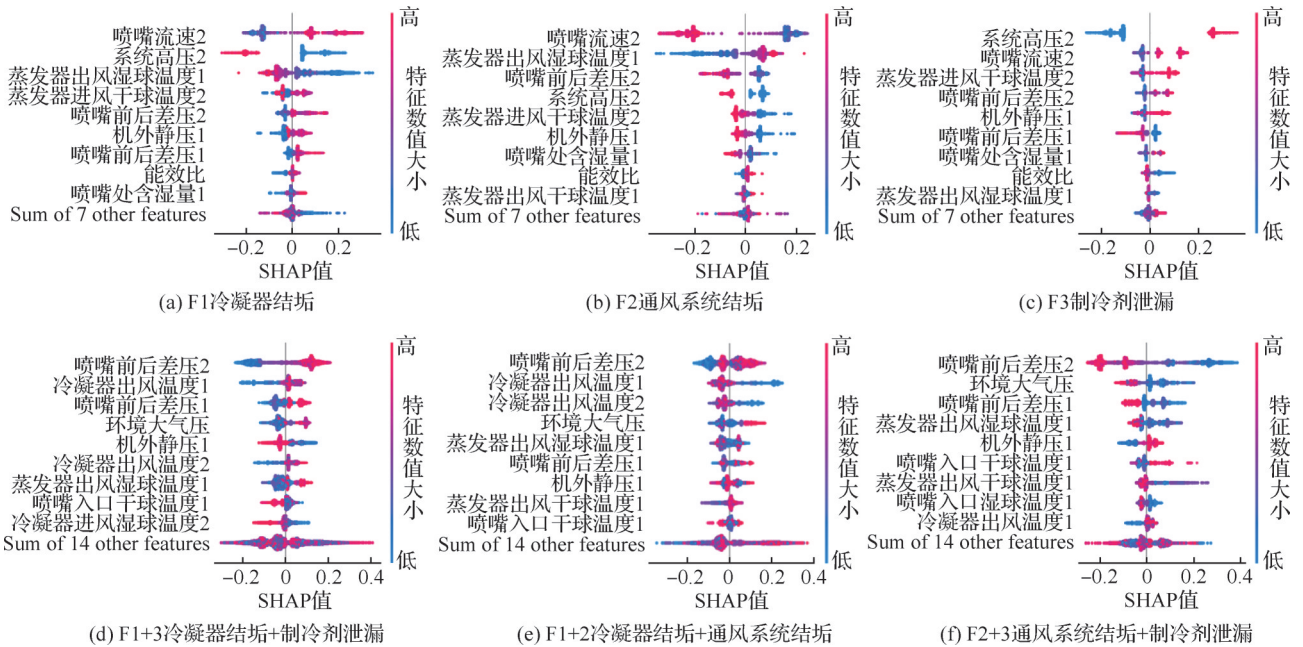 喷嘴流速2
系统高压2
蒸发器出风湿球温度1
蒸发器进风干球温度2
喷嘴前后差压2
机外静压1
喷嘴前后差压1
能效比
喷嘴处含湿量1
Sum of 7 other features
−0.2 0 0.2
SHAP值
高
特征数值大小
低
(a) F1冷凝器结垢
喷嘴流速2
蒸发器出风湿球温度1
喷嘴前后差压2
系统高压2
蒸发器进风干球温度2
机外静压1
喷嘴处含湿量1
能效比
蒸发器出风干球温度1
Sum of 7 other features
−0.2 0 0.2
SHAP值
高
特征数值大小
低
(b) F2通风系统结垢
系统高压2
喷嘴流速2
蒸发器进风干球温度2
喷嘴前后差压2
机外静压1
喷嘴前后差压1
喷嘴处含湿量1
能效比
蒸发器出风湿球温度1
Sum of 7 other features
−0.2 0 0.2
SHAP值
高
特征数值大小
低
(c) F3制冷剂泄漏
喷嘴前后差压2
冷凝器出风温度1
喷嘴前后差压1
环境大气压
机外静压1
冷凝器出风温度2
蒸发器出风湿球温度1
喷嘴入口干球温度1
冷凝器进风湿球温度2
Sum of 14 other features
−0.2 0 0.2 0.4
SHAP值
高
特征数值大小
低
(d) F1+3冷凝器结垢+制冷剂泄漏
喷嘴前后差压2
冷凝器出风温度1
冷凝器出风温度2
环境大气压
蒸发器出风湿球温度1
喷嘴前后差压1
机外静压1
蒸发器出风干球温度1
喷嘴入口干球温度1
Sum of 14 other features
−0.2 0 0.2 0.4
SHAP值
高
特征数值大小
低
(e) F1+2冷凝器结垢+通风系统结垢
喷嘴前后差压2
环境大气压
喷嘴前后差压1
蒸发器出风湿球温度1
机外静压1
喷嘴入口干球温度1
蒸发器出风干球温度1
喷嘴入口湿球温度1
冷凝器出风温度1
Sum of 14 other features
−0.2 0 0.2 0.4
SHAP值
高
特征数值大小
低
(f) F2+3通风系统结垢+制冷剂泄漏